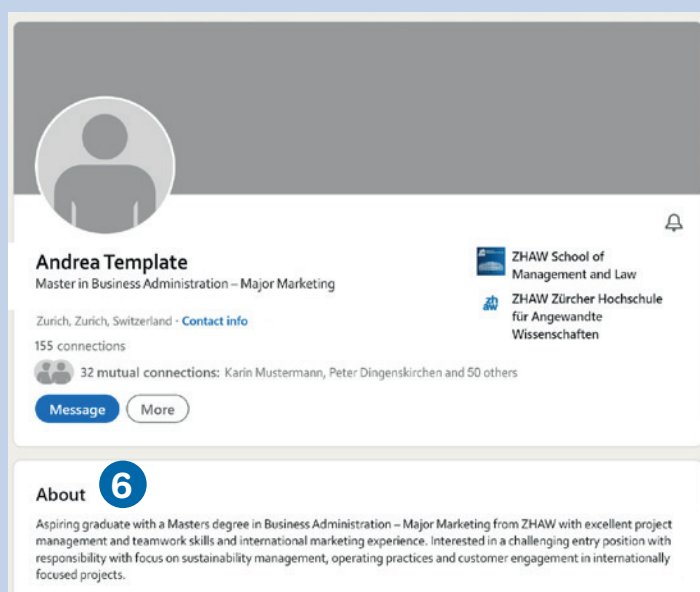 Andrea Template
Master in Business Administration – Major Marketing
ZHAW School of
Management and Law
zh
aw
ZHAW Zürcher Hochschule
für Angewandte
Wissenschaften
Zurich, Zurich, Switzerland · Contact info
155 connections
32 mutual connections: Karin Mustermann, Peter Dingenskirchen and 50 others
Message
More
About
6
Aspiring graduate with a Masters degree in Business Administration – Major Marketing from ZHAW with excellent project
management and teamwork skills and international marketing experience. Interested in a challenging entry position with
responsibility with focus on sustainability management, operating practices and customer engagement in internationally
focused projects.